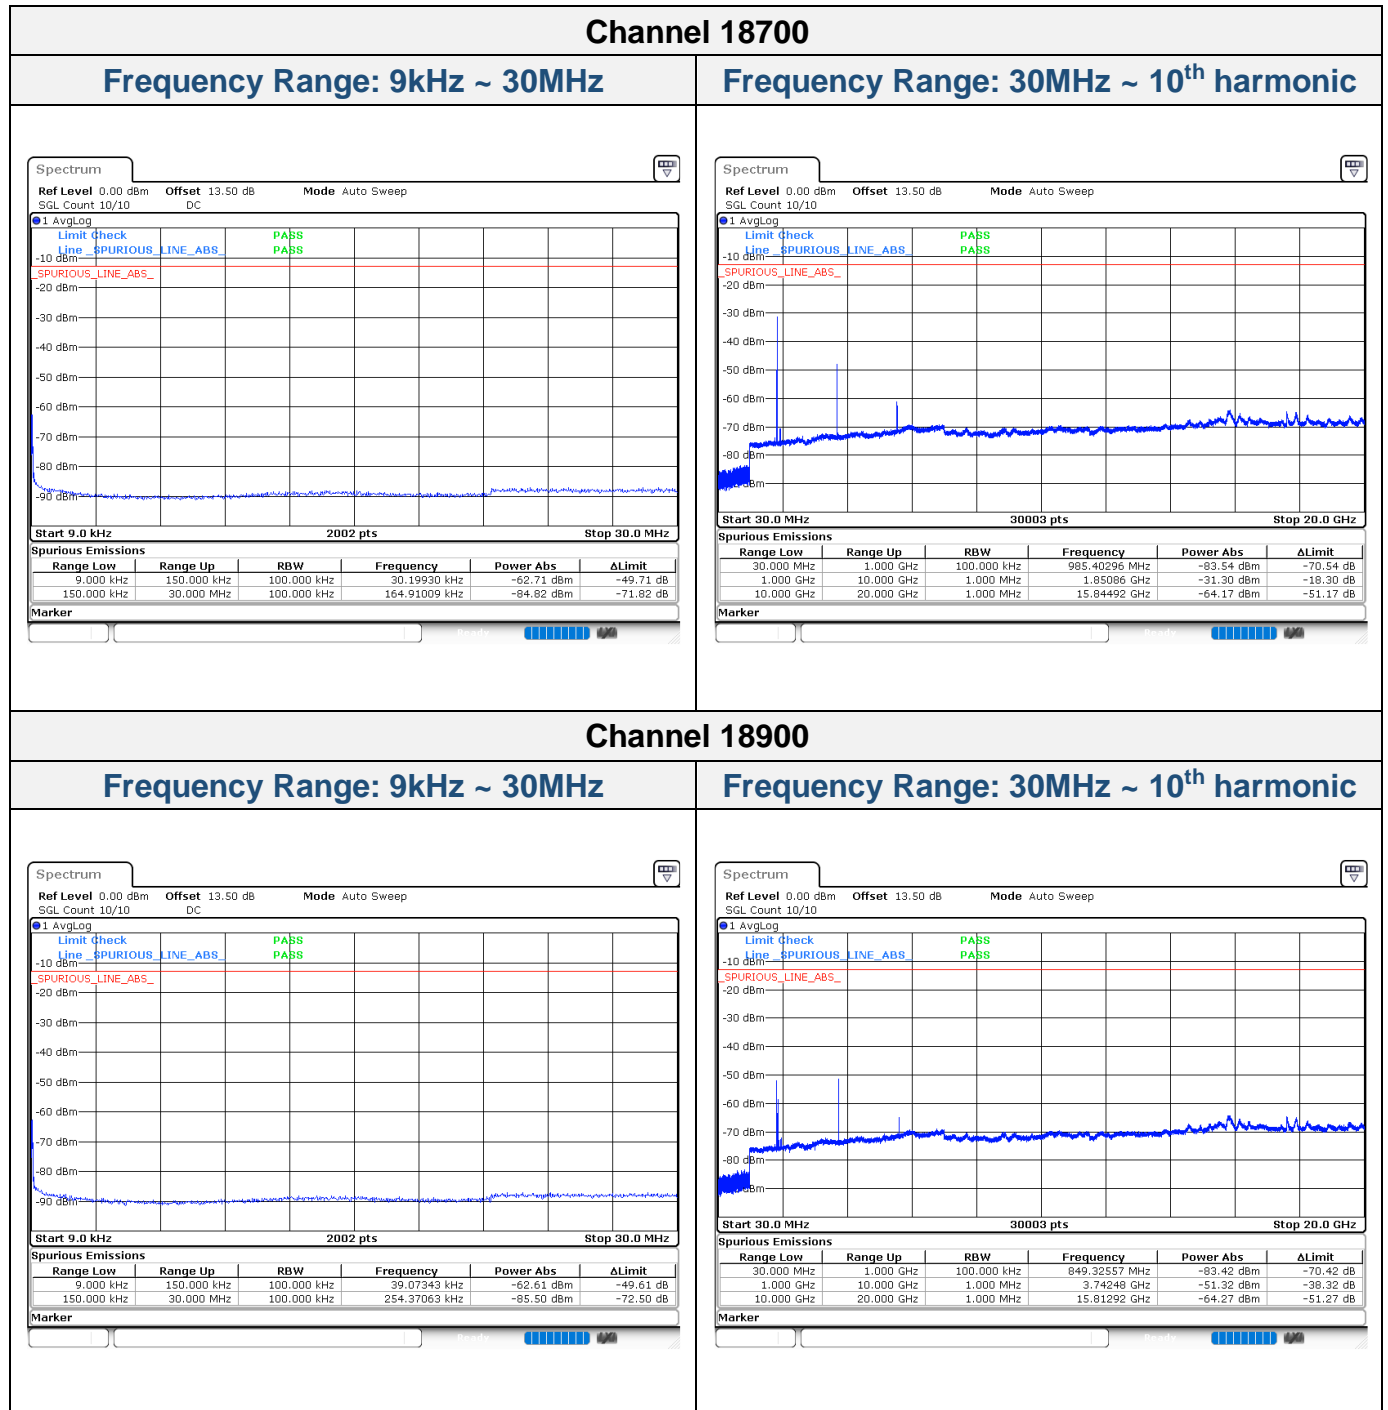 Channel 18700
Frequency Range: 9kHz ~ 30MHz
Frequency Range: 30MHz ~ 10th harmonic
Spectrum
Ref Level 0.00 dBm Offset 13.50 dB Mode Auto Sweep
SGL Count 10/10 DC
1 AvgLog
Limit Check PASS
Line _SPURIOUS_LINE_ABS_ PASS
-10 dBm
_SPURIOUS_LINE_ABS_
-20 dBm
-30 dBm
-40 dBm
-50 dBm
-60 dBm
-70 dBm
-80 dBm
-90 dBm
Start 9.0 kHz 2002 pts Stop 30.0 MHz
Spurious Emissions
Range Low Range Up RBW Frequency Power Abs ΔLimit
9.000 kHz 150.000 kHz 100.000 kHz 30.19930 kHz -62.71 dBm -49.71 dB
150.000 kHz 30.000 MHz 100.000 kHz 164.91009 kHz -84.82 dBm -71.82 dB
Marker
Ready
Spectrum
Ref Level 0.00 dBm Offset 13.50 dB Mode Auto Sweep
SGL Count 10/10
1 AvgLog
Limit Check PASS
Line _SPURIOUS_LINE_ABS_ PASS
-10 dBm
_SPURIOUS_LINE_ABS_
-20 dBm
-30 dBm
-40 dBm
-50 dBm
-60 dBm
-70 dBm
-80 dBm
dBm
Start 30.0 MHz 30003 pts Stop 20.0 GHz
Spurious Emissions
Range Low Range Up RBW Frequency Power Abs ΔLimit
30.000 MHz 1.000 GHz 100.000 kHz 985.40296 MHz -83.54 dBm -70.54 dB
1.000 GHz 10.000 GHz 1.000 MHz 1.85086 GHz -31.30 dBm -18.30 dB
10.000 GHz 20.000 GHz 1.000 MHz 15.84492 GHz -64.17 dBm -51.17 dB
Marker
Ready
Channel 18900
Frequency Range: 9kHz ~ 30MHz
Frequency Range: 30MHz ~ 10th harmonic
Spectrum
Ref Level 0.00 dBm Offset 13.50 dB Mode Auto Sweep
SGL Count 10/10 DC
1 AvgLog
Limit Check PASS
Line _SPURIOUS_LINE_ABS_ PASS
-10 dBm
_SPURIOUS_LINE_ABS_
-20 dBm
-30 dBm
-40 dBm
-50 dBm
-60 dBm
-70 dBm
-80 dBm
-90 dBm
Start 9.0 kHz 2002 pts Stop 30.0 MHz
Spurious Emissions
Range Low Range Up RBW Frequency Power Abs ΔLimit
9.000 kHz 150.000 kHz 100.000 kHz 39.07343 kHz -62.61 dBm -49.61 dB
150.000 kHz 30.000 MHz 100.000 kHz 254.37063 kHz -85.50 dBm -72.50 dB
Marker
Ready
Spectrum
Ref Level 0.00 dBm Offset 13.50 dB Mode Auto Sweep
SGL Count 10/10
1 AvgLog
Limit Check PASS
Line _SPURIOUS_LINE_ABS_ PASS
-10 dBm
_SPURIOUS_LINE_ABS_
-20 dBm
-30 dBm
-40 dBm
-50 dBm
-60 dBm
-70 dBm
-80 dBm
dBm
Start 30.0 MHz 30003 pts Stop 20.0 GHz
Spurious Emissions
Range Low Range Up RBW Frequency Power Abs ΔLimit
30.000 MHz 1.000 GHz 100.000 kHz 849.32557 MHz -83.42 dBm -70.42 dB
1.000 GHz 10.000 GHz 1.000 MHz 3.74248 GHz -51.32 dBm -38.32 dB
10.000 GHz 20.000 GHz 1.000 MHz 15.81292 GHz -64.27 dBm -51.27 dB
Marker
Ready